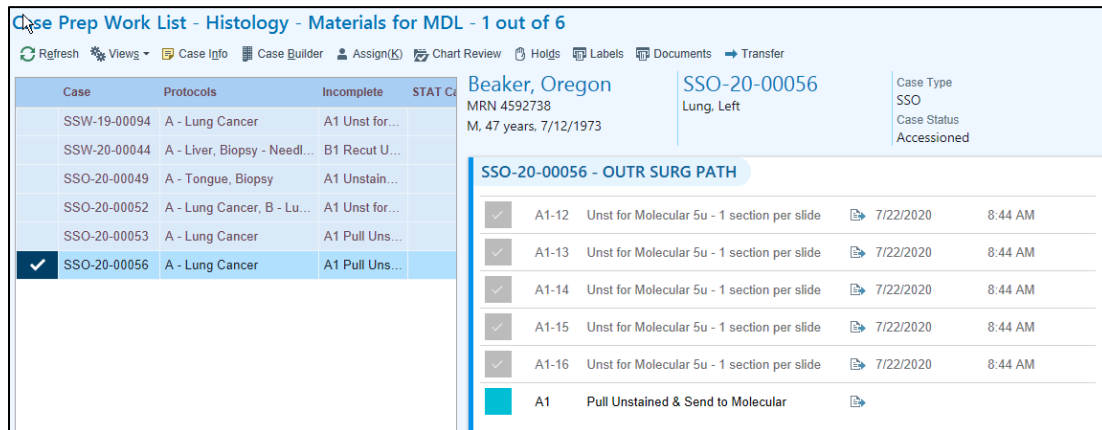 Case Prep Work List - Histology - Materials for MDL - 1 out of 6
Refresh Views Case Info Case Builder Assign(K) Chart Review Holds Labels Documents Transfer
Case Protocols Incomplete STAT Ca
SSW-19-00094 A - Lung Cancer A1 Unst for...
SSW-20-00044 A - Liver, Biopsy - Needl... B1 Recut U...
SSO-20-00049 A - Tongue, Biopsy A1 Unstain...
SSO-20-00052 A - Lung Cancer, B - Lu... A1 Unst for...
SSO-20-00053 A - Lung Cancer A1 Pull Uns...
SSO-20-00056 A - Lung Cancer A1 Pull Uns...
Beaker, Oregon
MRN 4592738
M, 47 years, 7/12/1973
SSO-20-00056
Lung, Left
Case Type
SSO
Case Status
Accessioned
SSO-20-00056 - OUTR SURG PATH
A1-12 Unst for Molecular 5u - 1 section per slide 7/22/2020 8:44 AM
A1-13 Unst for Molecular 5u - 1 section per slide 7/22/2020 8:44 AM
A1-14 Unst for Molecular 5u - 1 section per slide 7/22/2020 8:44 AM
A1-15 Unst for Molecular 5u - 1 section per slide 7/22/2020 8:44 AM
A1-16 Unst for Molecular 5u - 1 section per slide 7/22/2020 8:44 AM
A1 Pull Unstained & Send to Molecular